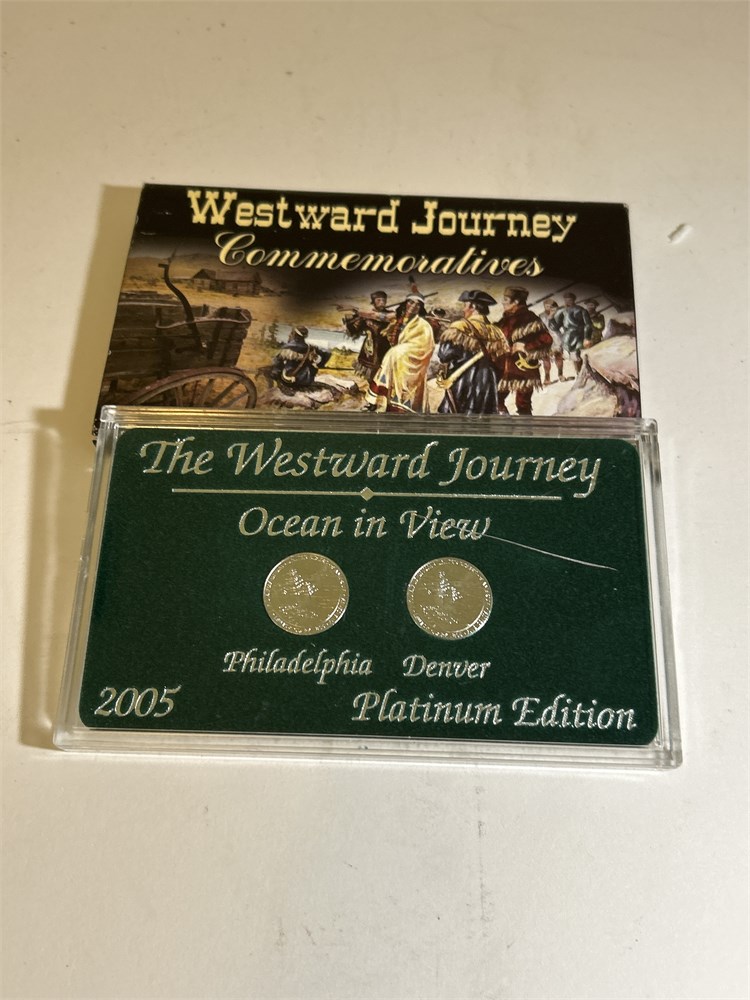 Westward Journey
Commemoratives
The Westward Journey
Ocean in View
Philadelphia Denver
2005 Platinum Edition